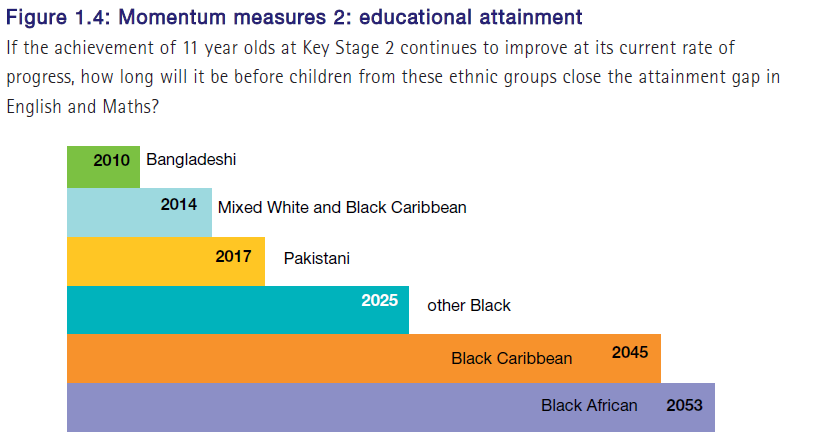 Figure 1.4: Momentum measures 2: educational attainment
If the achievement of 11 year olds at Key Stage 2 continues to improve at its current rate of
progress, how long will it be before children from these ethnic groups close the attainment gap in
English and Maths?
2010 Bangladeshi
2014 Mixed White and Black Caribbean
2017 Pakistani
2025 other Black
Black Caribbean 2045
Black African 2053